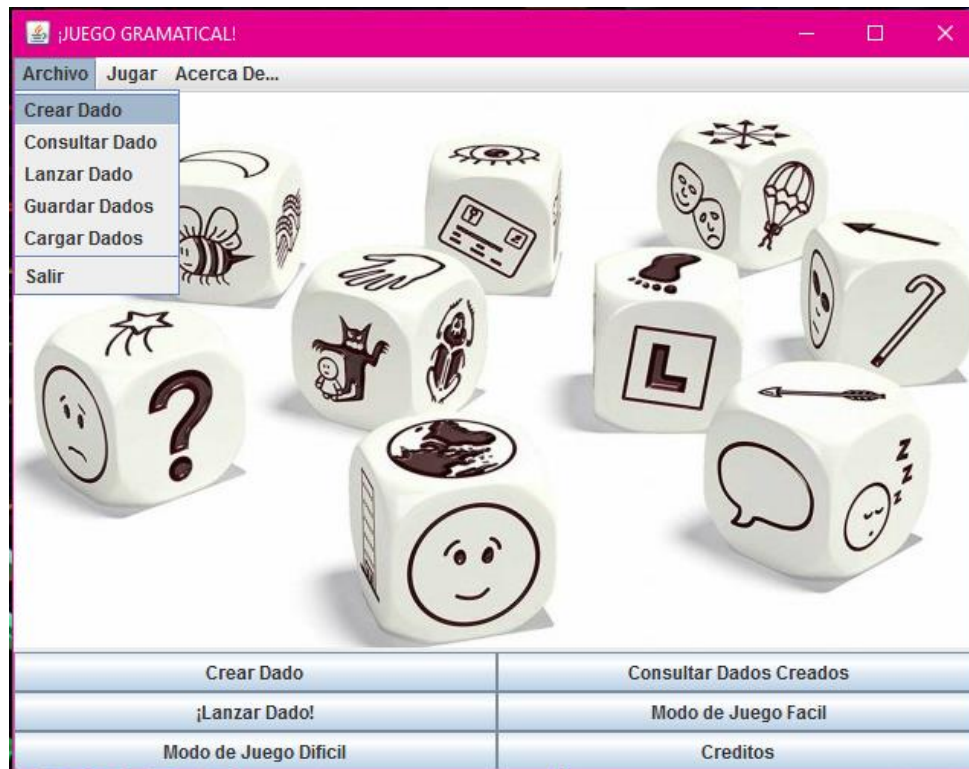 ¡JUEGO GRAMATICAL!
Archivo Jugar Acerca De...
Crear Dado
Consultar Dado
Lanzar Dado
Guardar Dados
Cargar Dados
Salir
?
L
z
z
z
Crear Dado Consultar Dados Creados
¡Lanzar Dado! Modo de Juego Facil
Modo de Juego Dificil Creditos